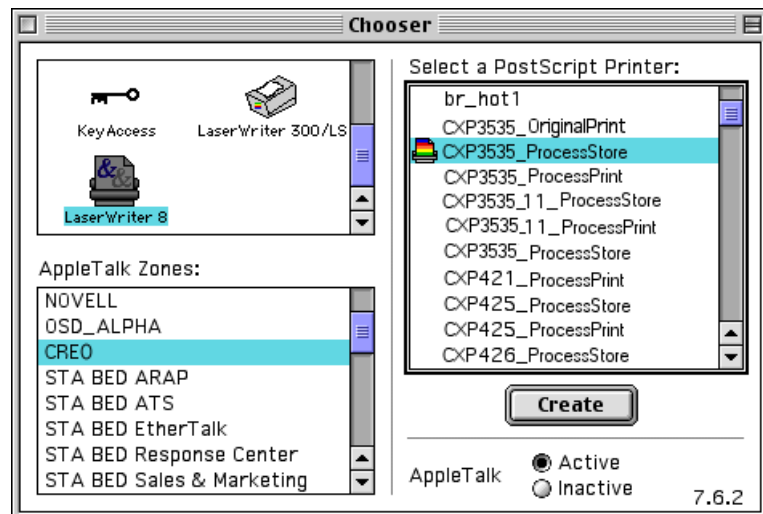 Chooser
KeyAccess
LaserWriter 300/LS
LaserWriter 8
AppleTalk Zones:
NOVELL
OSD_ALPHA
CREO
STA BED ARAP
STA BED ATS
STA BED EtherTalk
STA BED Response Center
STA BED Sales & Marketing
Select a PostScript Printer:
br_hot1
CXP3535_OriginalPrint
CXP3535_ProcessStore
CXP3535_ProcessPrint
CXP3535_11_ProcessStore
CXP3535_11_ProcessPrint
CXP3535_ProcessStore
CXP421_ProcessPrint
CXP425_ProcessStore
CXP425_ProcessPrint
CXP426_ProcessStore
Create
AppleTalk
Active
Inactive
7.6.2